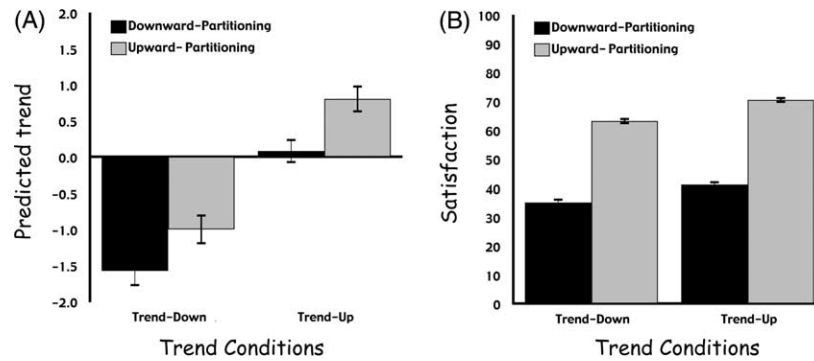 (A)
Predicted trend
2.0
1.5
1.0
0.5
0.0
-0.5
-1.0
-1.5
-2.0
Downward-Partitioning
Upward-Partitioning
Trend-Down
Trend-Up
Trend Conditions
(B)
Satisfaction
100
90
80
70
60
50
40
30
20
10
0
Downward-Partitioning
Upward-Partitioning
Trend-Down
Trend-Up
Trend Conditions